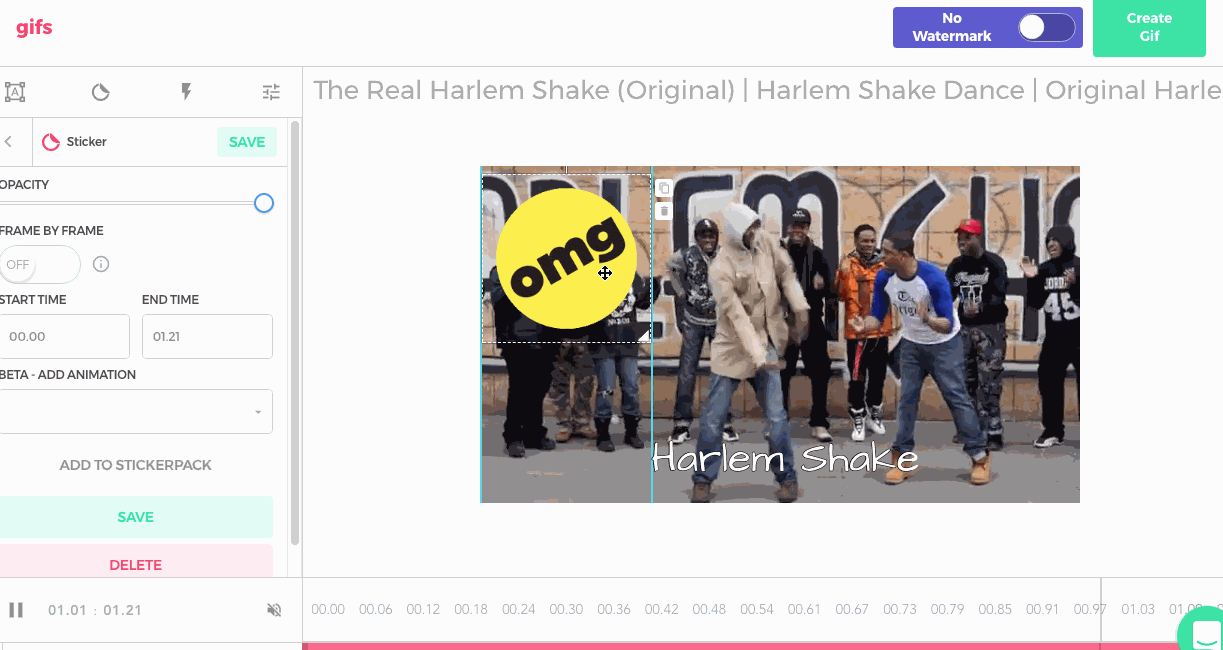 gifs
No
Watermark
Create
Gif
The Real Harlem Shake (Original) | Harlem Shake Dance | Original Harle
Sticker
SAVE
OPACITY
FRAME BY FRAME
OFF
START TIME
END TIME
00.00
01.21
BETA - ADD ANIMATION
ADD TO STICKERPACK
SAVE
DELETE
omg
JORD
45
Harlem Shake
01.01 : 01.21
00.00 00.06 00.12 00.18 00.24 00.30 00.36 00.42 00.48 00.54 00.61 00.67 00.73 00.79 00.85 00.91 00.97 01.03